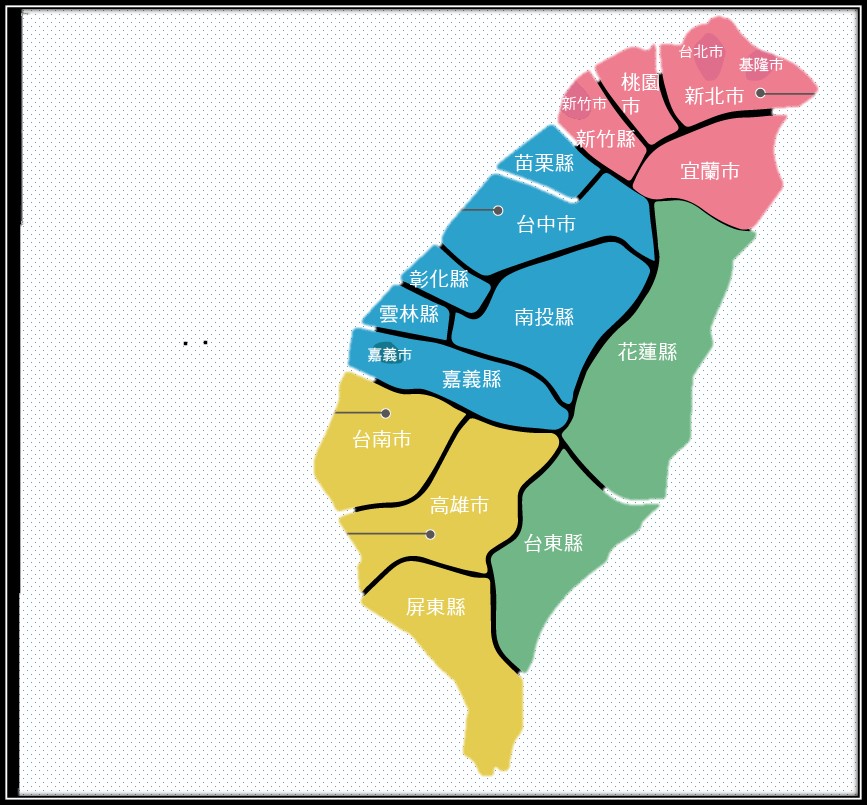 台北市
基隆市
桃園
市
新北市
新竹市
新竹縣
苗栗縣
宜蘭市
台中市
彰化縣
雲林縣
南投縣
嘉義市
嘉義縣
花蓮縣
台南市
高雄市
台東縣
屏東縣